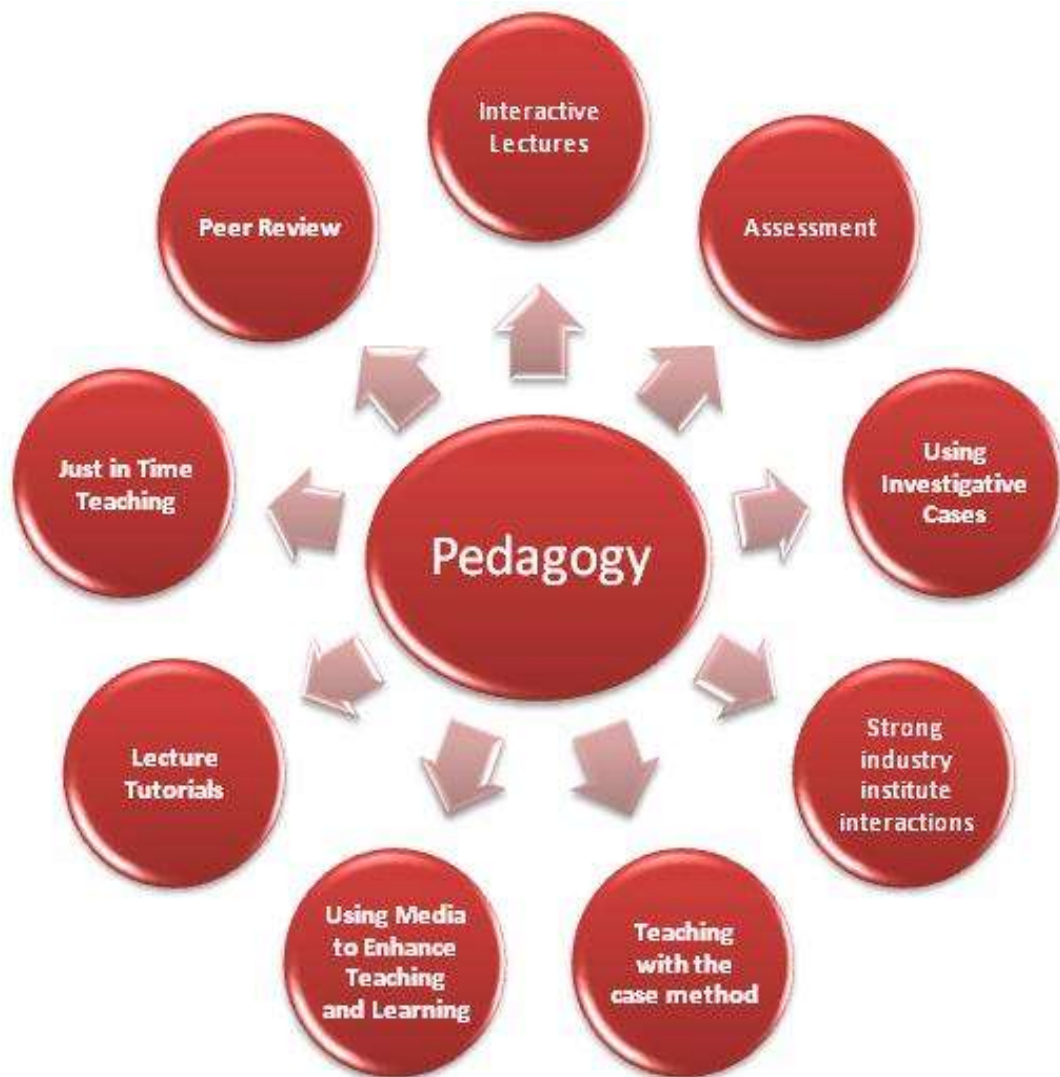 Interactive
Lectures
Assessment
Using
Investigative
Cases
Strong
industry
institute
interactions
Teaching
with the
case method
Using Media
to Enhance
Teaching
and Learning
Lecture
Tutorials
Just in Time
Teaching
Peer Review
Pedagogy